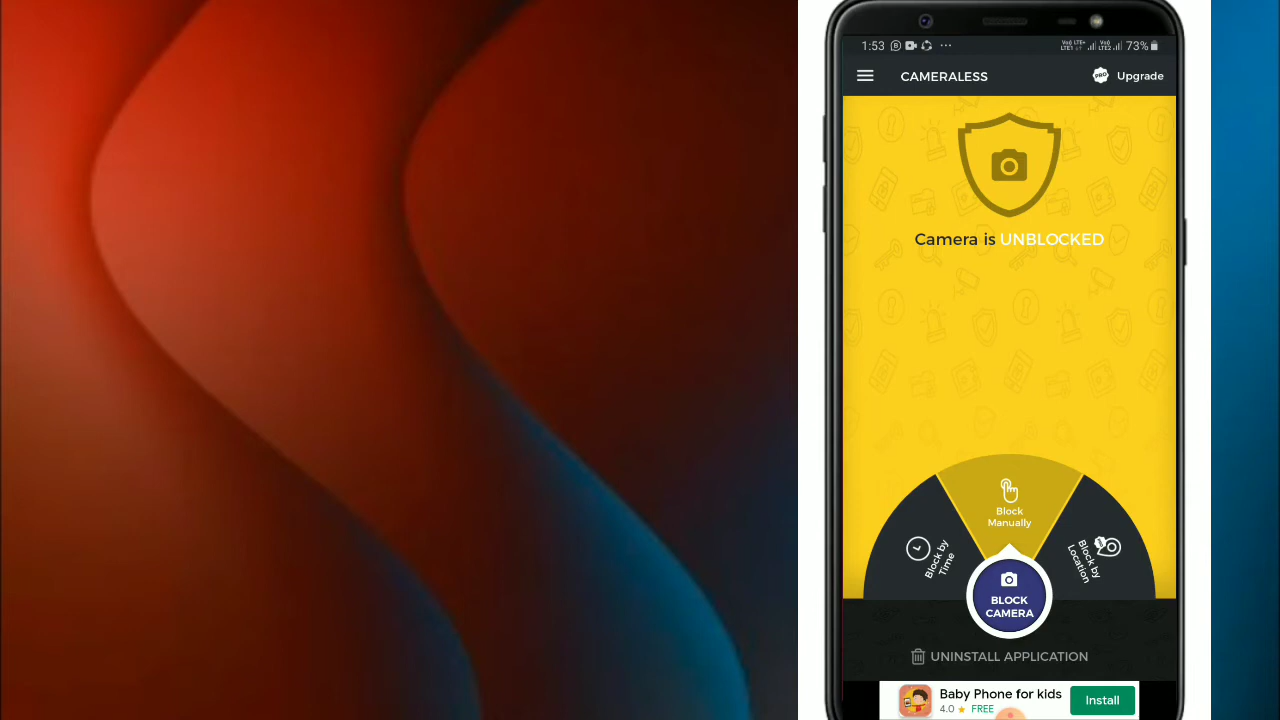 1:53 73%
CAMERALESS
PRO Upgrade
Camera is UNBLOCKED
Block
Manually
Block by
Time
Block by
Location
BLOCK
CAMERA
UNINSTALL APPLICATION
Baby Phone for kids
4.0 ★ FREE
Install